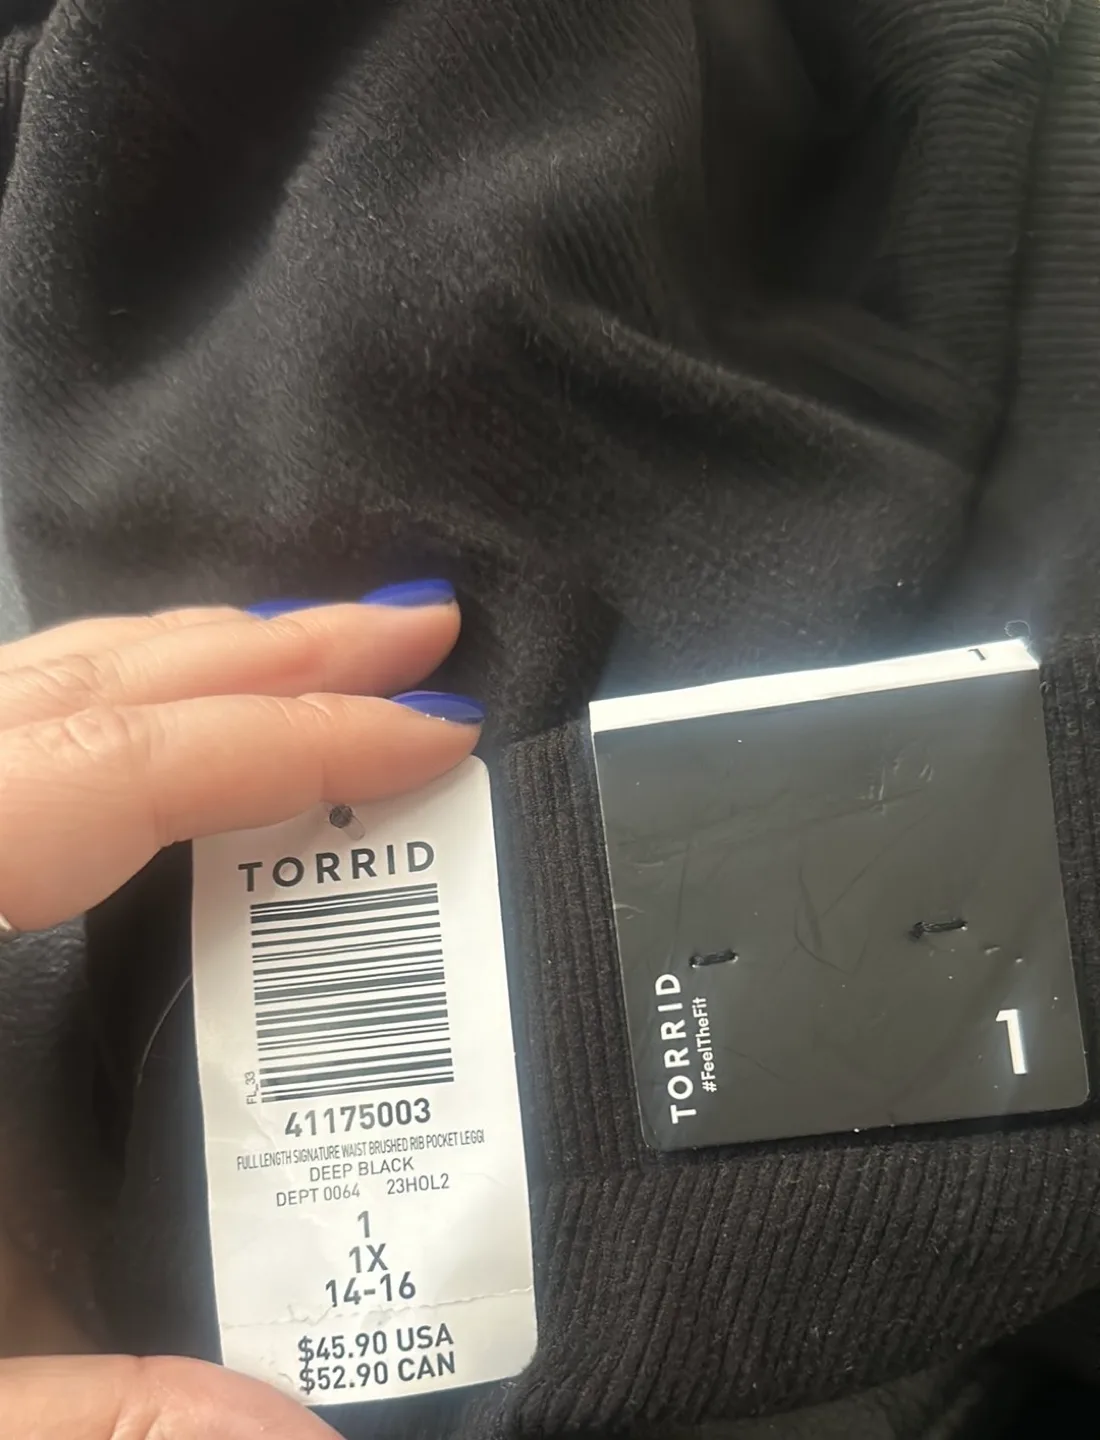 TORRID
FL_33
41175003
FULL LENGTH SIGNATURE WAIST BRUSHED RIB POCKET LEGGI
DEEP BLACK
DEPT 0064 23HOL2
1
1X
14-16
$45.90 USA
$52.90 CAN
1
TORRID
#FeelTheFit
1